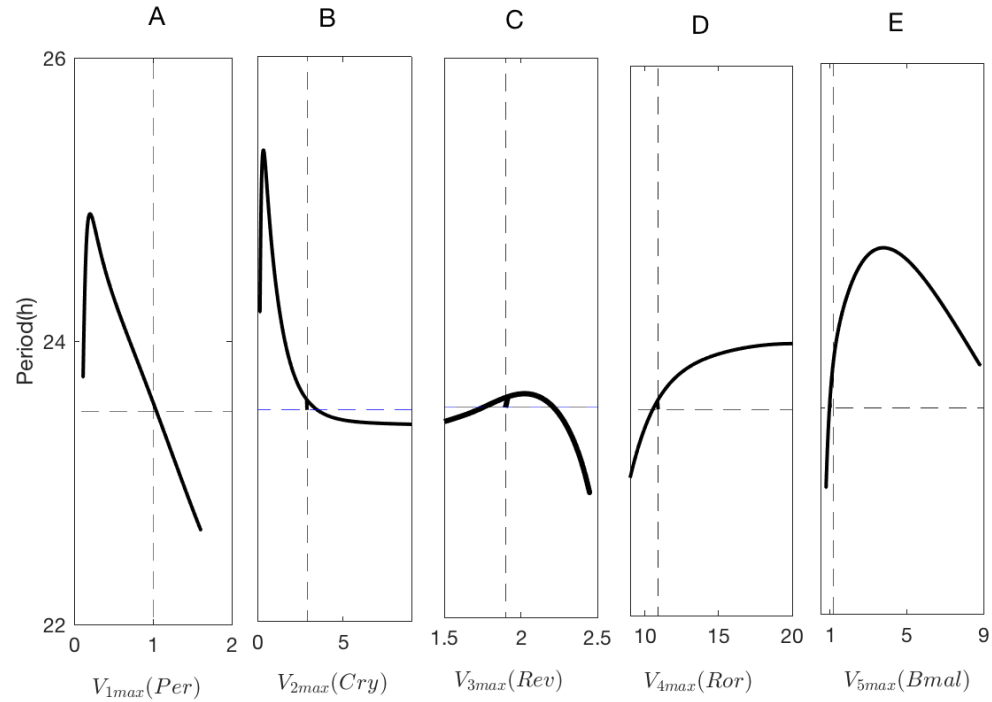 A B C D E
26
24
22
Period(h)
0 1 2 0 5 1.5 2 2.5 10 15 20 1 5 9
V1max(Per) V2max(Cry) V3max(Rev) V4max(Ror) V5max(Bmal)